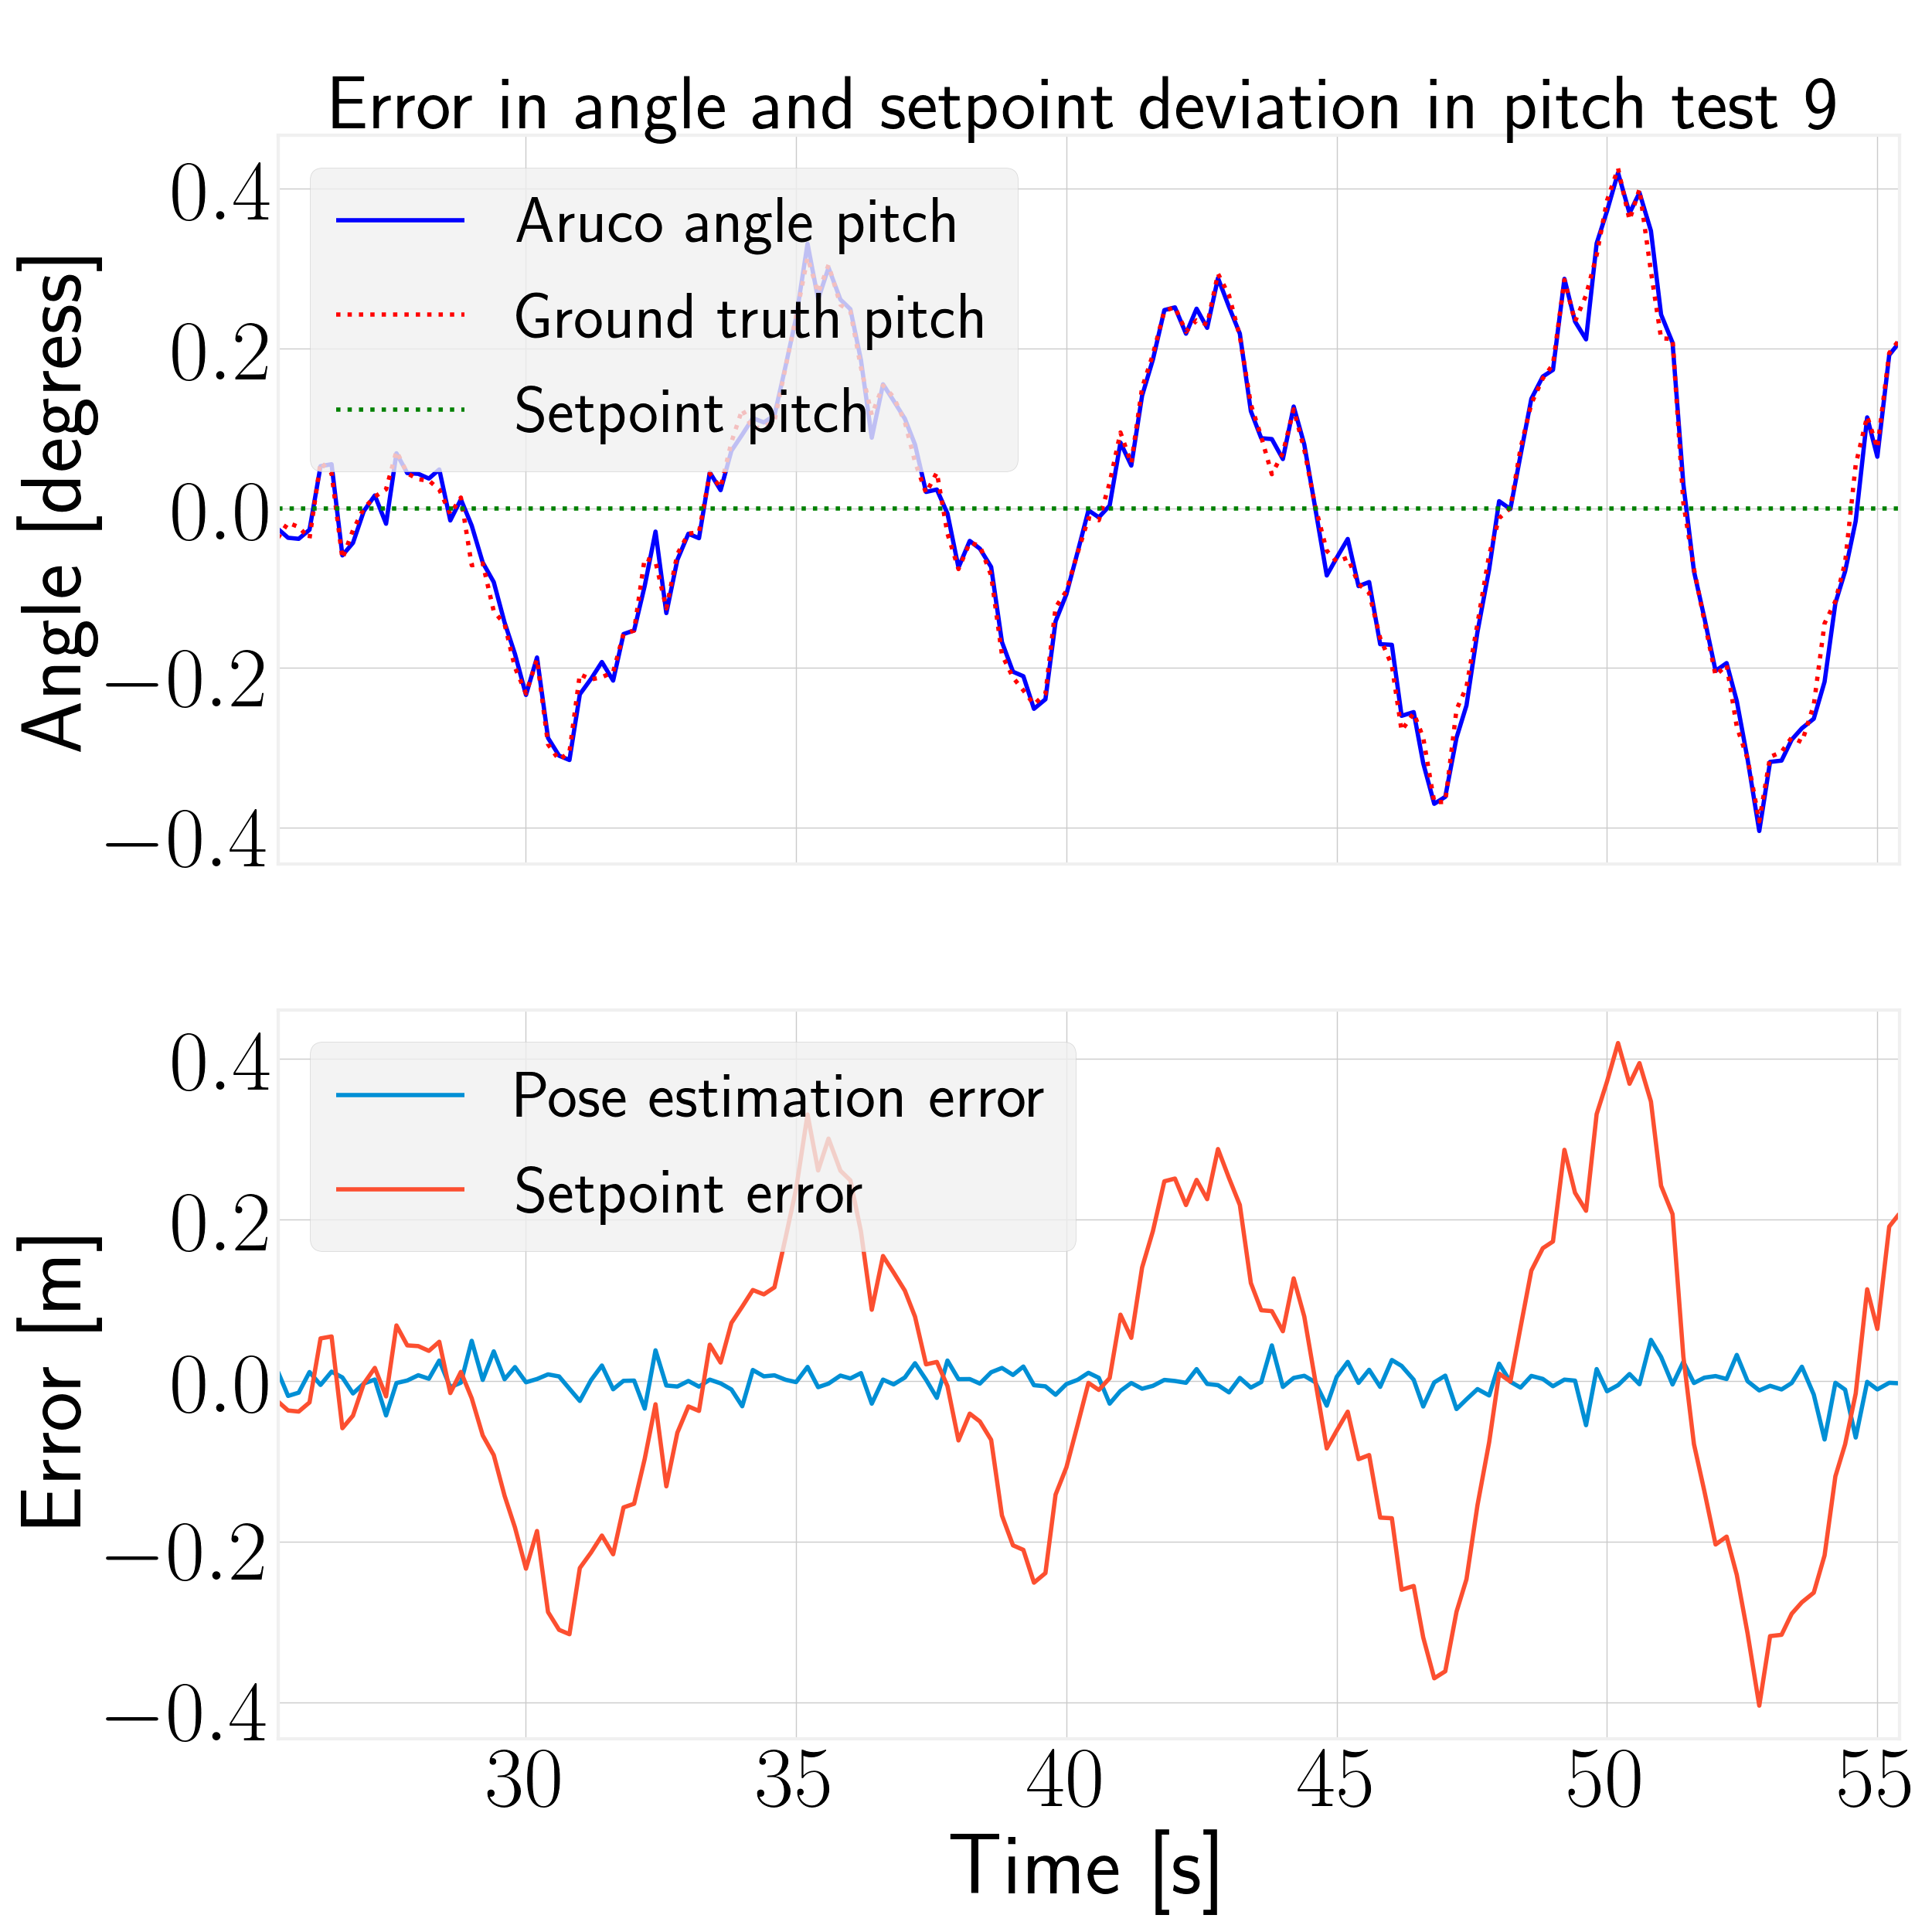 Error in angle and setpoint deviation in pitch test 9
Angle [degress]
0.4
0.2
0.0
−0.2
−0.4
Aruco angle pitch
Ground truth pitch
Setpoint pitch
Error [m]
0.4
0.2
0.0
−0.2
−0.4
Pose estimation error
Setpoint error
30 35 40 45 50 55
Time [s]